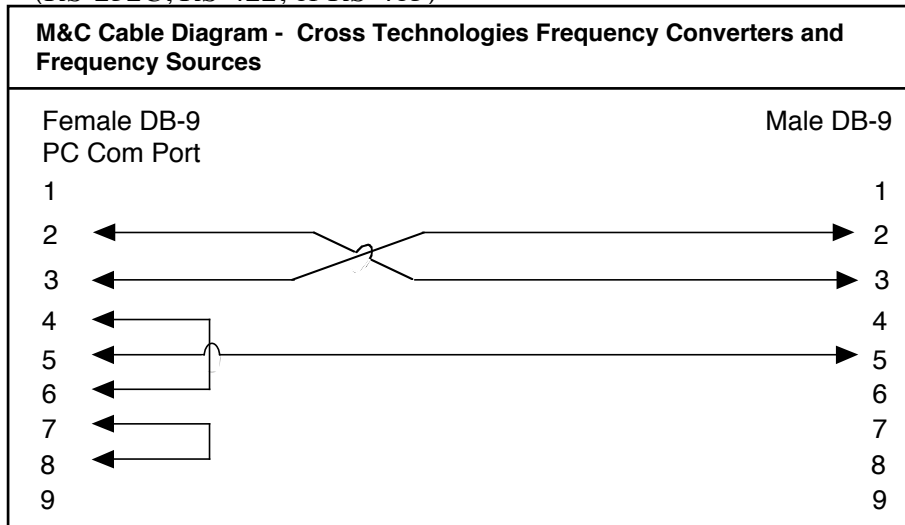 M&C Cable Diagram - Cross Technologies Frequency Converters and
Frequency Sources
Female DB-9 Male DB-9
PC Com Port
1 1
2 2
3 3
4 4
5 5
6 6
7 7
8 8
9 9